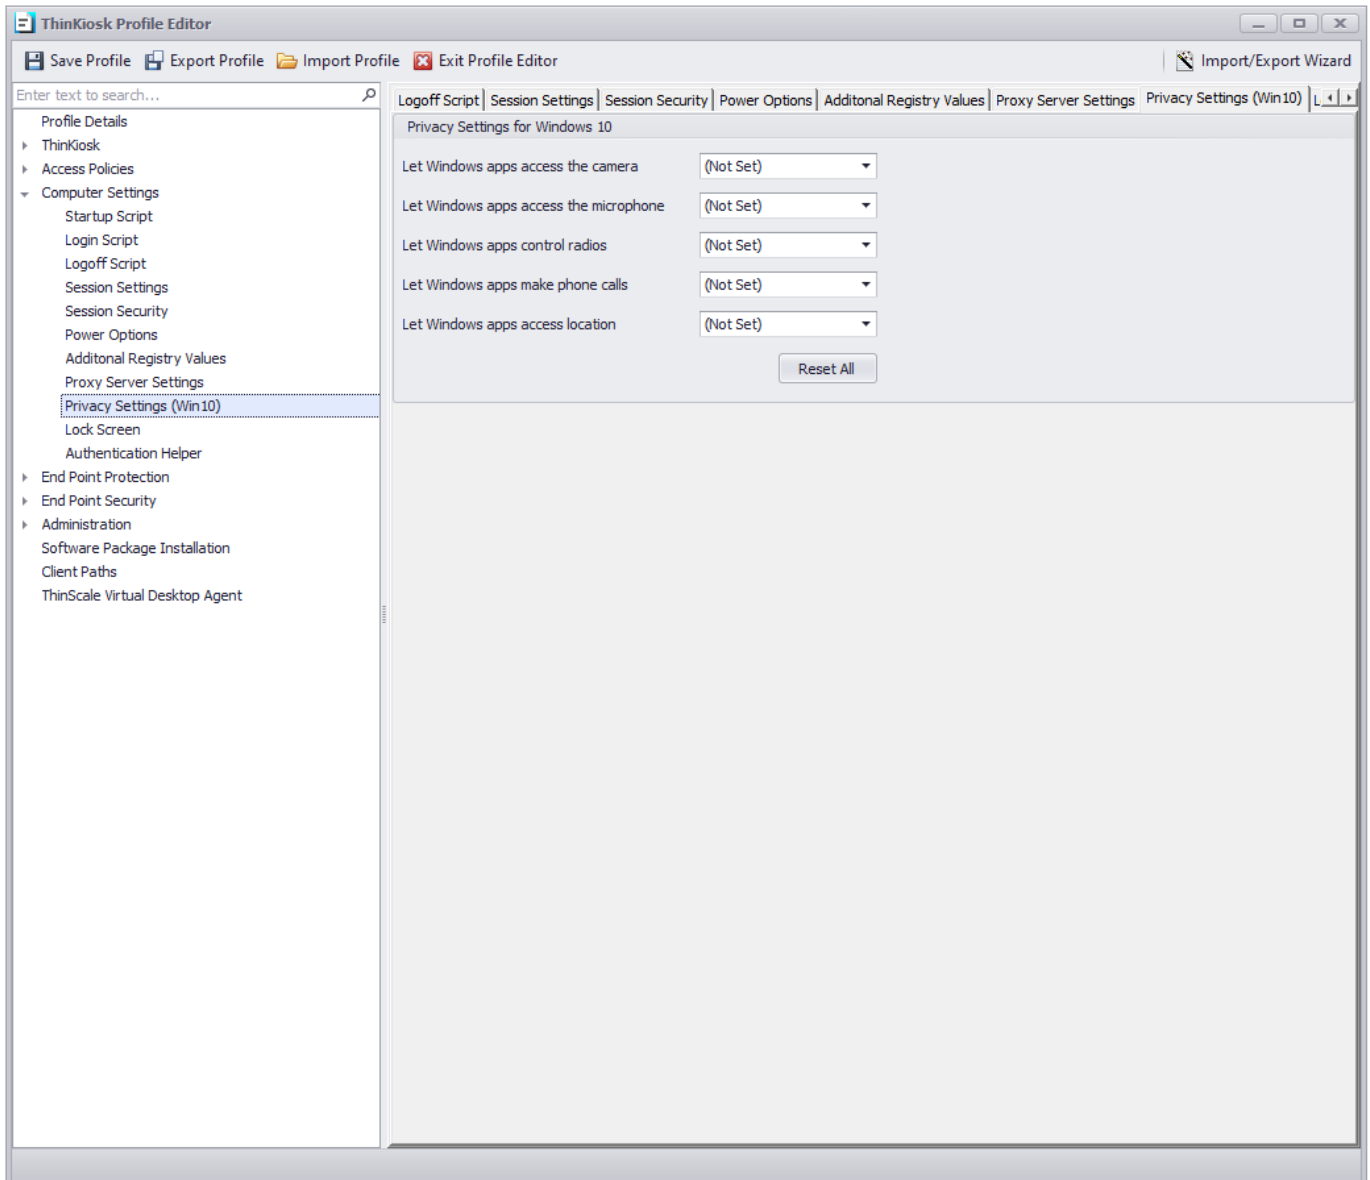 ThinKiosk Profile Editor
Save Profile Export Profile Import Profile Exit Profile Editor Import/Export Wizard
Enter text to search...
Profile Details
ThinKiosk
Access Policies
Computer Settings
Startup Script
Login Script
Logoff Script
Session Settings
Session Security
Power Options
Additonal Registry Values
Proxy Server Settings
Privacy Settings (Win10)
Lock Screen
Authentication Helper
End Point Protection
End Point Security
Administration
Software Package Installation
Client Paths
ThinScale Virtual Desktop Agent
Logoff Script Session Settings Session Security Power Options Additonal Registry Values Proxy Server Settings Privacy Settings (Win10) L
Privacy Settings for Windows 10
Let Windows apps access the camera (Not Set)
Let Windows apps access the microphone (Not Set)
Let Windows apps control radios (Not Set)
Let Windows apps make phone calls (Not Set)
Let Windows apps access location (Not Set)
Reset All